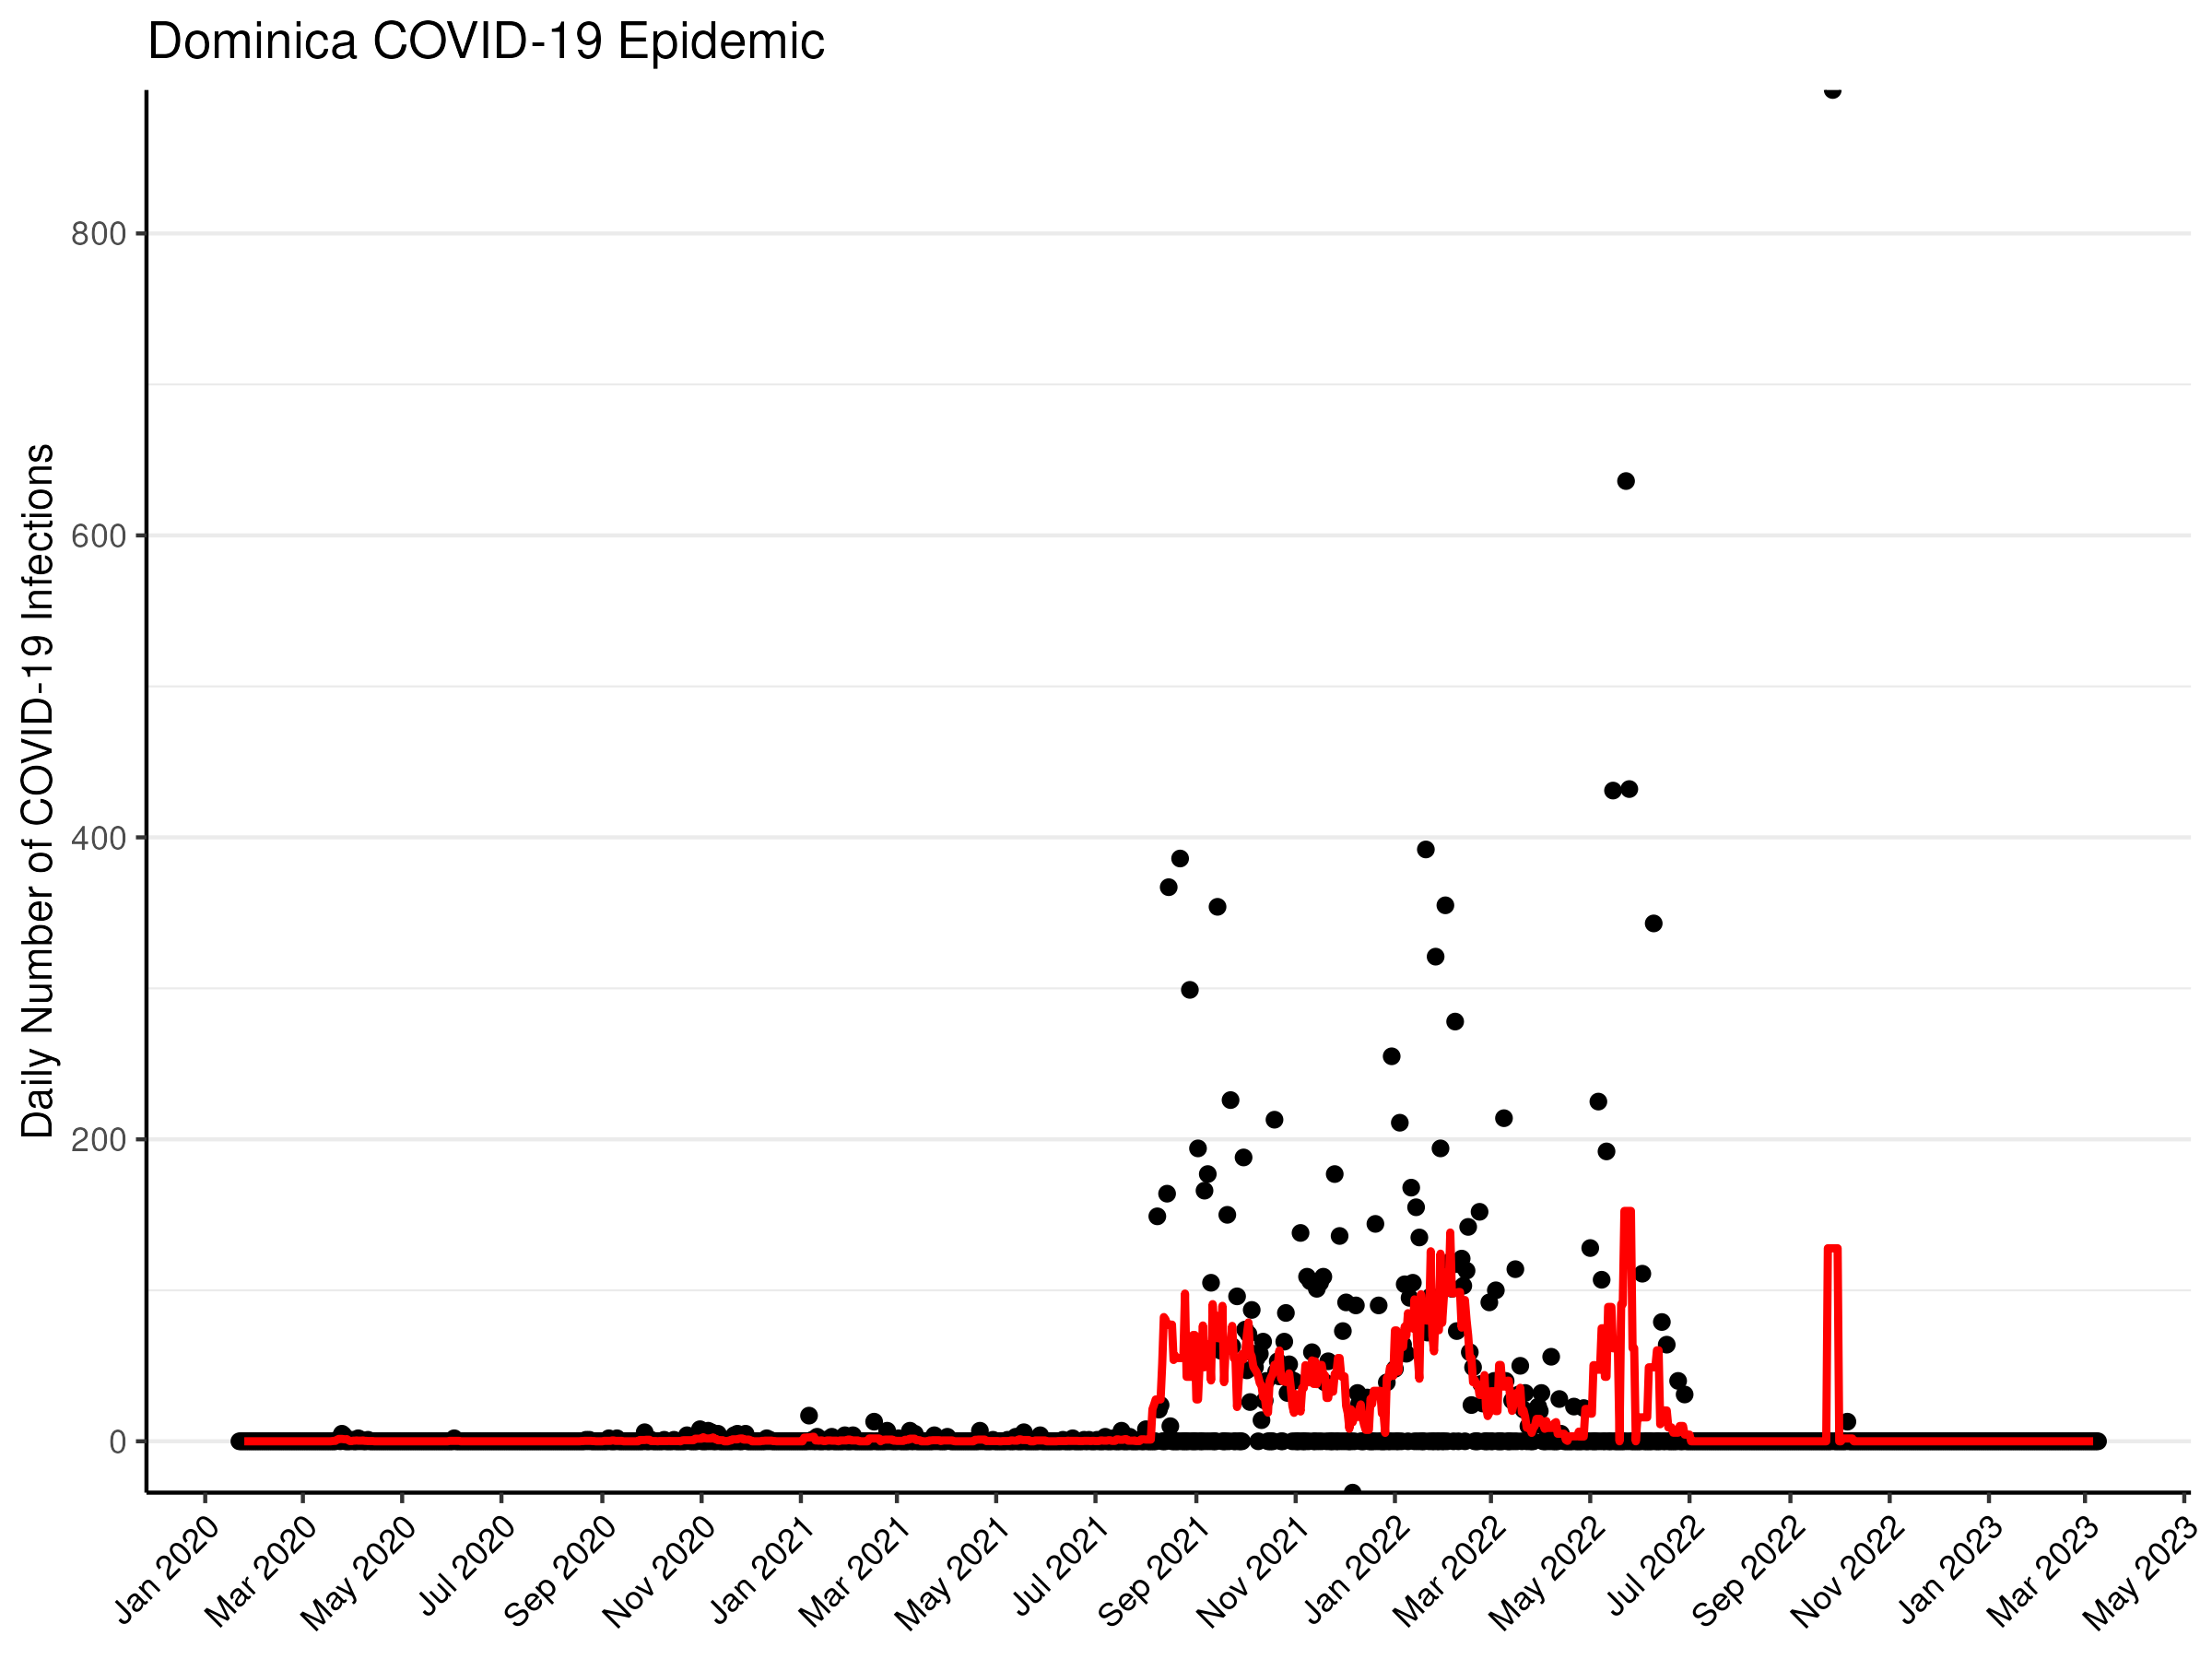 Dominica COVID-19 Epidemic
Daily Number of COVID-19 Infections
800
600
400
200
0
Jan 2020
Mar 2020
May 2020
Jul 2020
Sep 2020
Nov 2020
Jan 2021
Mar 2021
May 2021
Jul 2021
Sep 2021
Nov 2021
Jan 2022
Mar 2022
May 2022
Jul 2022
Sep 2022
Nov 2022
Jan 2023
Mar 2023
May 2023